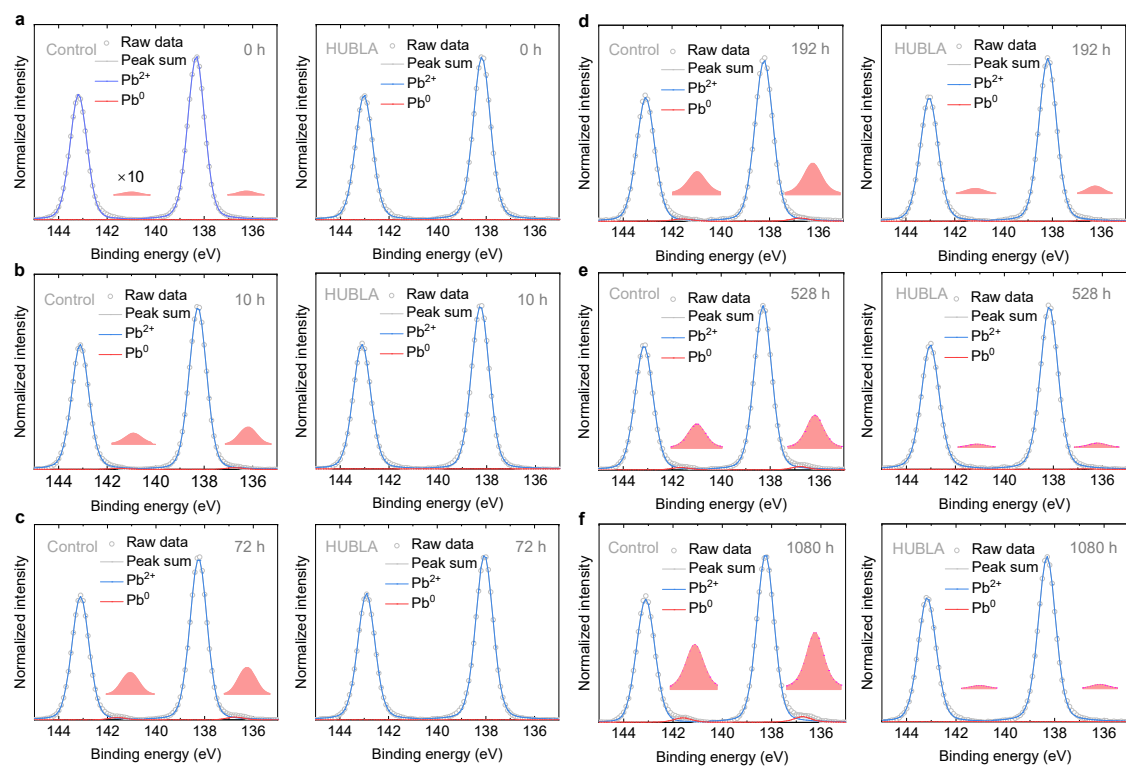 a
Control
0 h
Raw data
Peak sum
Pb²⁺
Pb⁰
×10
Normalized intensity
144 142 140 138 136
Binding energy (eV)
HUBLA
0 h
Raw data
Peak sum
Pb²⁺
Pb⁰
Normalized intensity
144 142 140 138 136
Binding energy (eV)
b
Control
10 h
Raw data
Peak sum
Pb²⁺
Pb⁰
Normalized intensity
144 142 140 138 136
Binding energy (eV)
HUBLA
10 h
Raw data
Peak sum
Pb²⁺
Pb⁰
Normalized intensity
144 142 140 138 136
Binding energy (eV)
c
Control
72 h
Raw data
Peak sum
Pb²⁺
Pb⁰
Normalized intensity
144 142 140 138 136
Binding energy (eV)
HUBLA
72 h
Raw data
Peak sum
Pb²⁺
Pb⁰
Normalized intensity
144 142 140 138 136
Binding energy (eV)
d
Control
192 h
Raw data
Peak sum
Pb²⁺
Pb⁰
Normalized intensity
144 142 140 138 136
Binding energy (eV)
HUBLA
192 h
Raw data
Peak sum
Pb²⁺
Pb⁰
Normalized intensity
144 142 140 138 136
Binding energy (eV)
e
Control
528 h
Raw data
Peak sum
Pb²⁺
Pb⁰
Normalized intensity
144 142 140 138 136
Binding energy (eV)
HUBLA
528 h
Raw data
Peak sum
Pb²⁺
Pb⁰
Normalized intensity
144 142 140 138 136
Binding energy (eV)
f
Control
1080 h
Raw data
Peak sum
Pb²⁺
Pb⁰
Normalized intensity
144 142 140 138 136
Binding energy (eV)
HUBLA
1080 h
Raw data
Peak sum
Pb²⁺
Pb⁰
Normalized intensity
144 142 140 138 136
Binding energy (eV)